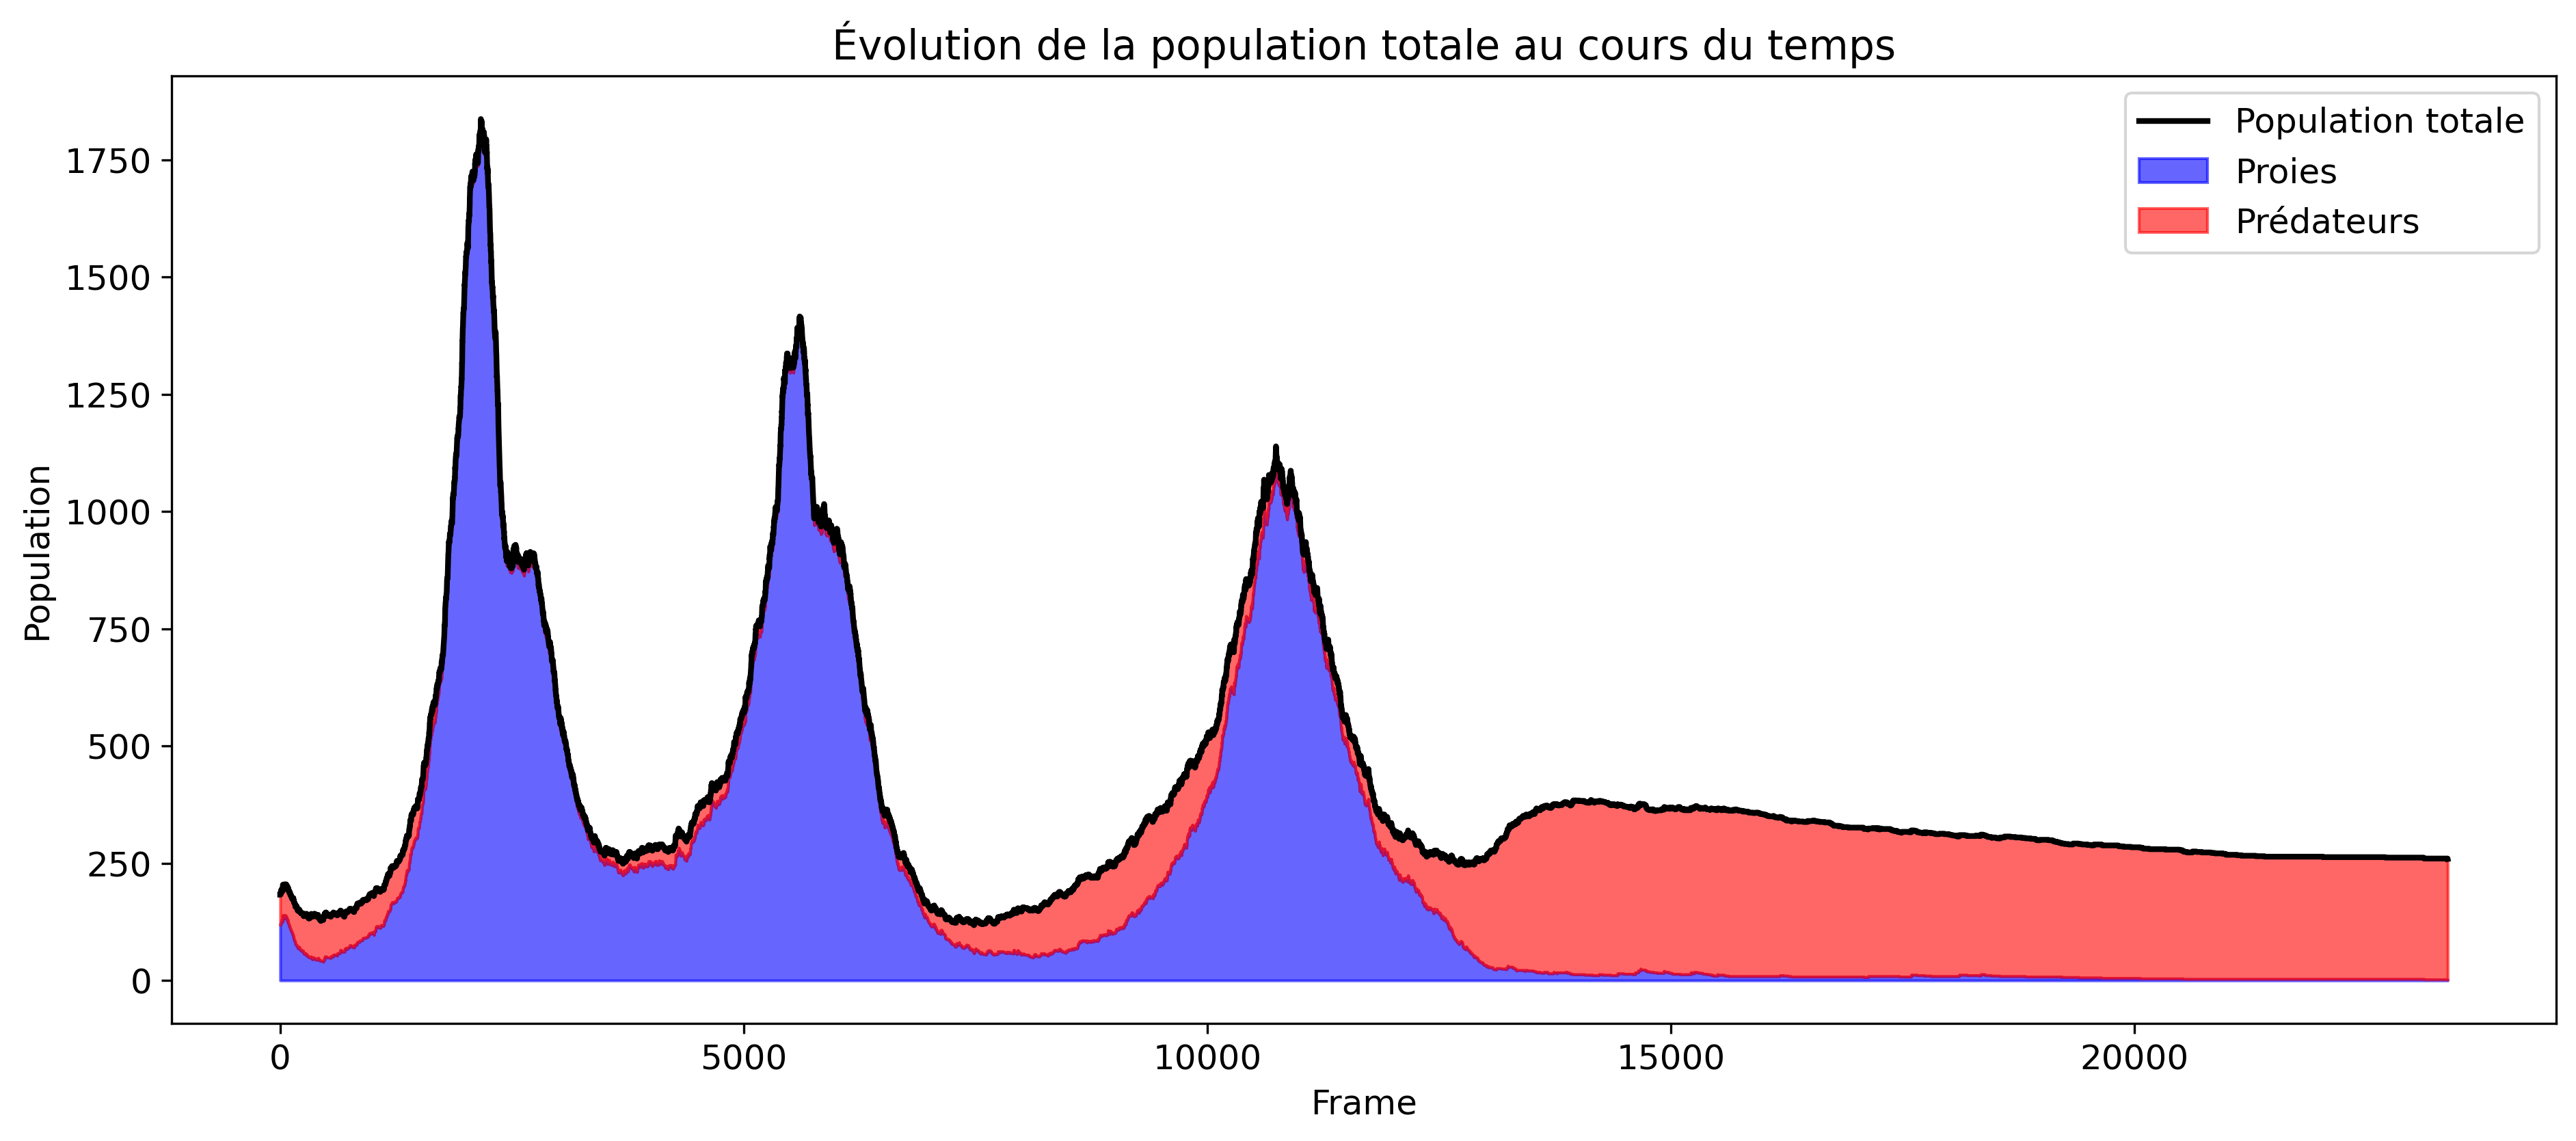 Évolution de la population totale au cours du temps
Population totale
Proies
Prédateurs
Population
1750
1500
1250
1000
750
500
250
0
0 5000 10000 15000 20000
Frame